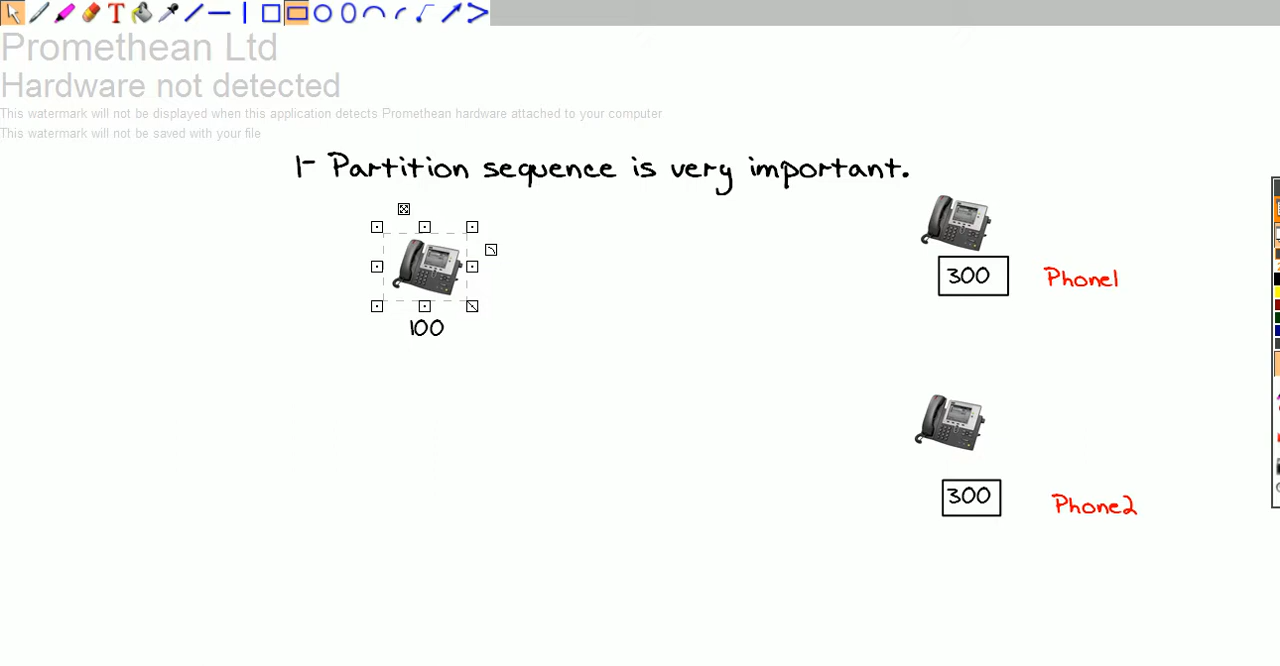 Promethean Ltd
Hardware not detected
This watermark will not be displayed when this application detects Promethean hardware attached to your computer
This watermark will not be saved with your file
1- Partition sequence is very important.
300
Phone1
100
300
Phone2